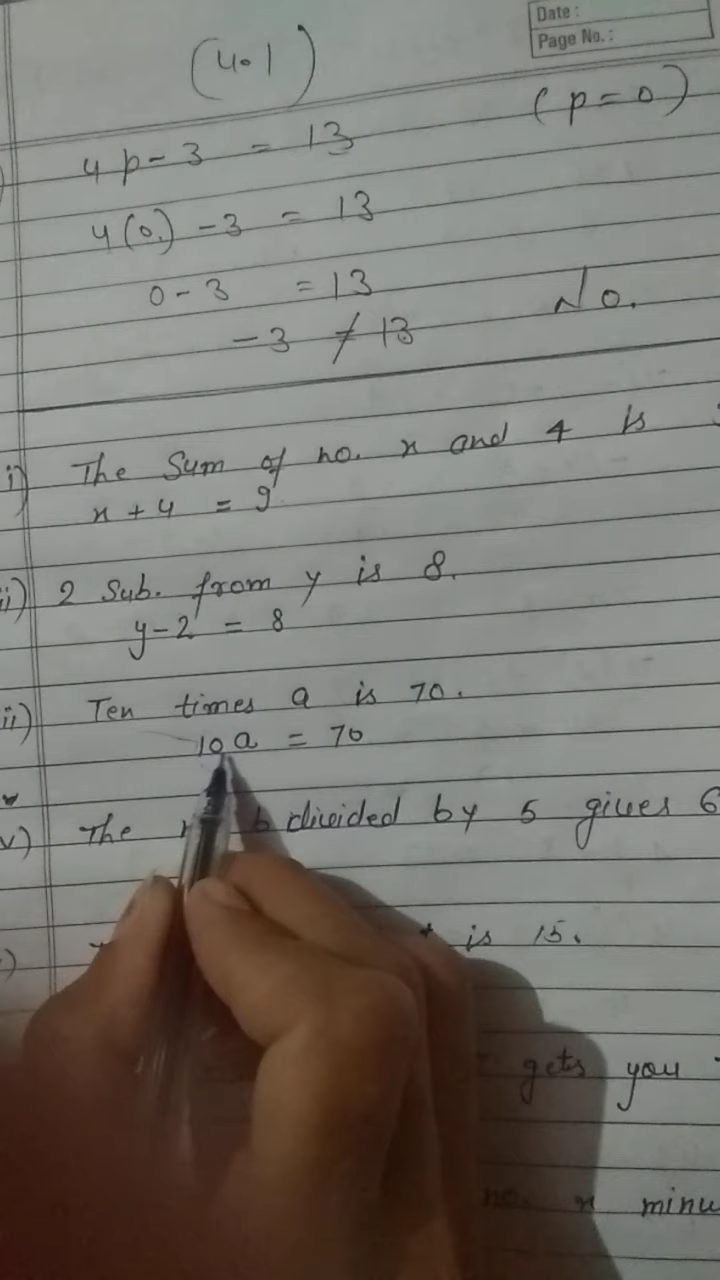 Date :
Page No. :
(4.1)
4p - 3 = 13 (p = 0)
4(0) - 3 = 13
0 - 3 = 13
-3 ≠ 13 No.
i) The Sum of no. x and 4 is
x + 4 = 9
ii) 2 Sub. from y is 8.
y - 2 = 8
ii) Ten times a is 70.
10a = 70
v) The b divided by 5 gives 6
is 15.
gets you
no. x minu